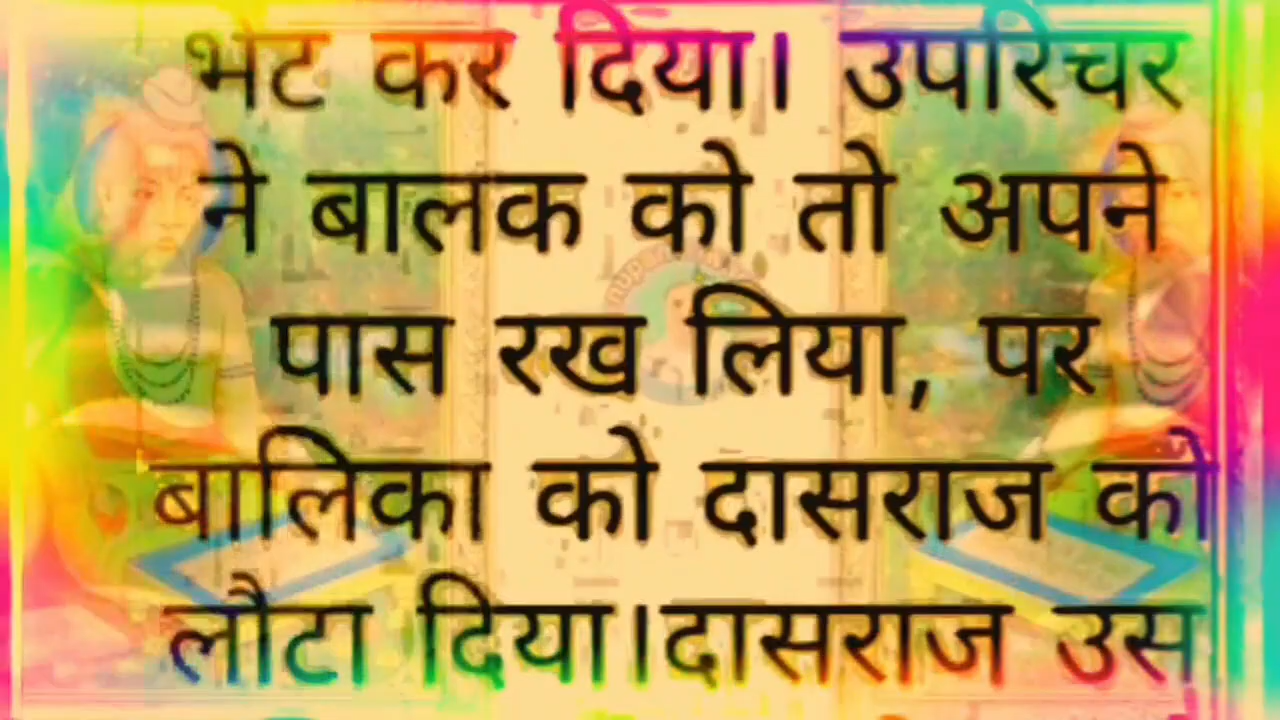 भेंट कर दिया। उपरिचर
ने बालक को तो अपने
पास रख लिया, पर
बालिका को दासराज को
लौटा दिया।दासराज उस